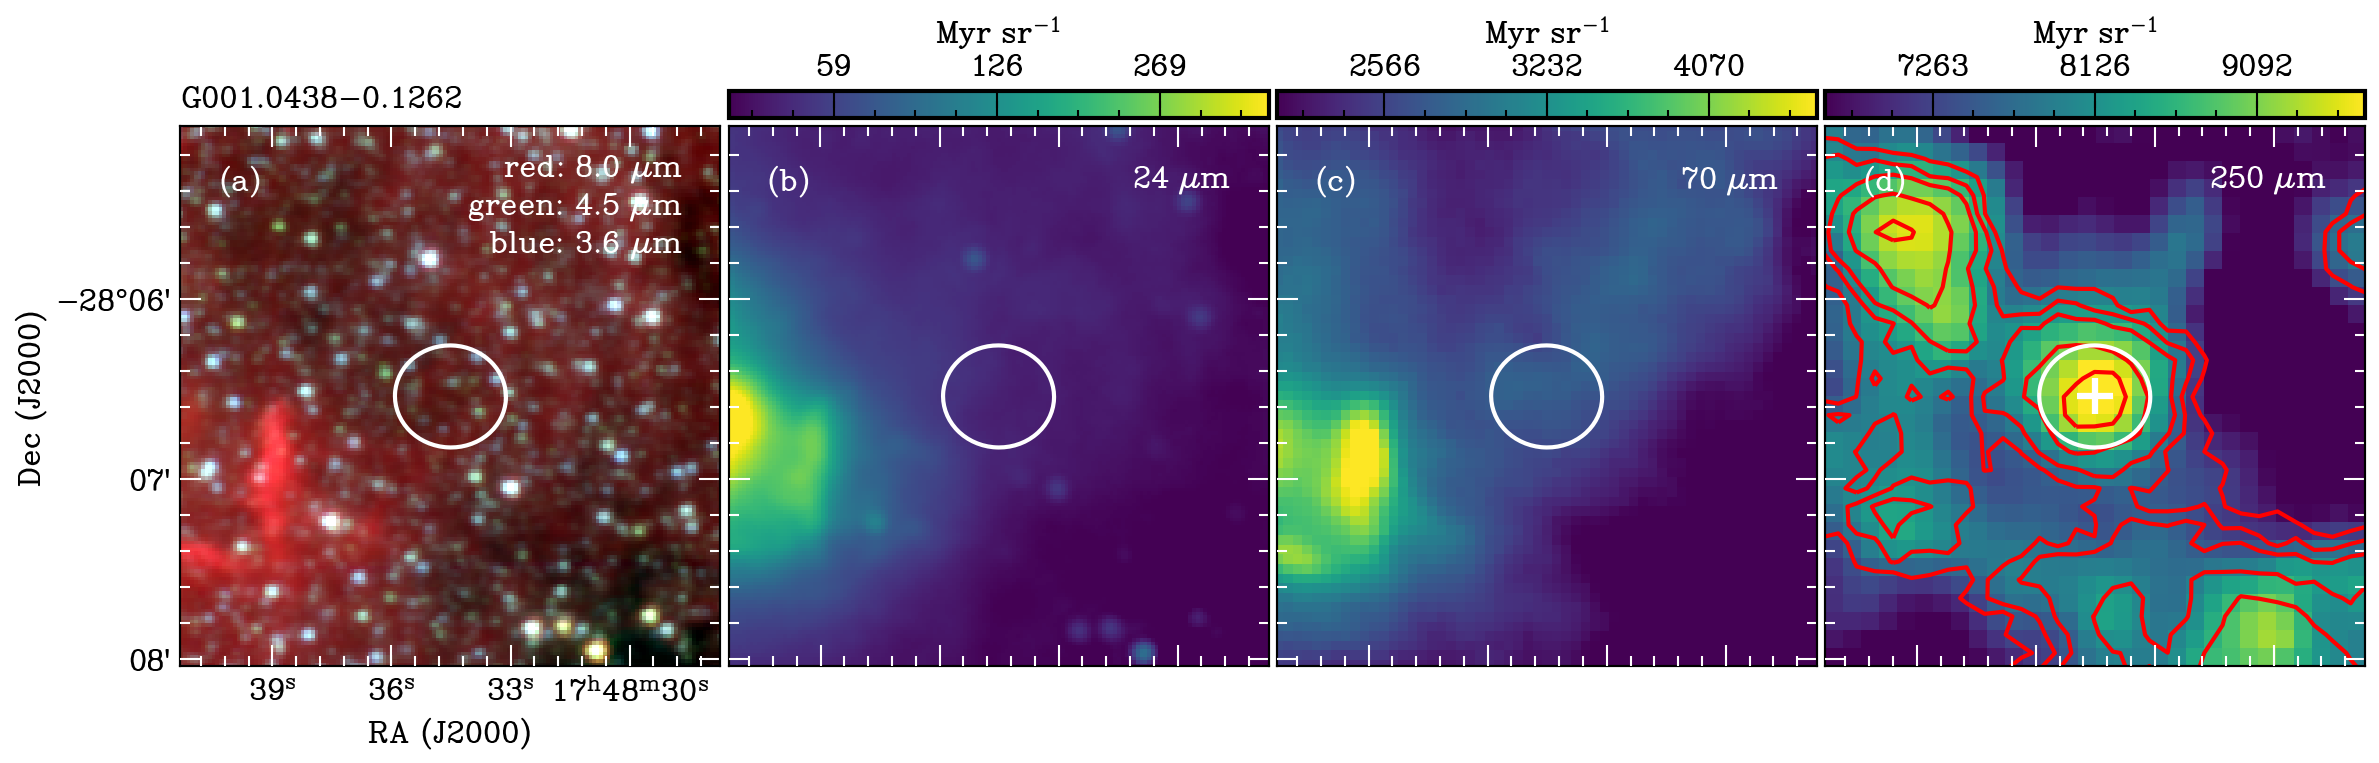 Myr sr⁻¹ Myr sr⁻¹ Myr sr⁻¹
59 126 269 2566 3232 4070 7263 8126 9092
G001.0438−0.1262
(a) red: 8.0 μm
green: 4.5 μm
blue: 3.6 μm
(b) 24 μm
(c) 70 μm
(d) 250 μm
Dec (J2000)
−28°06'
07'
08'
39ˢ 36ˢ 33ˢ 17ʰ48ᵐ30ˢ
RA (J2000)